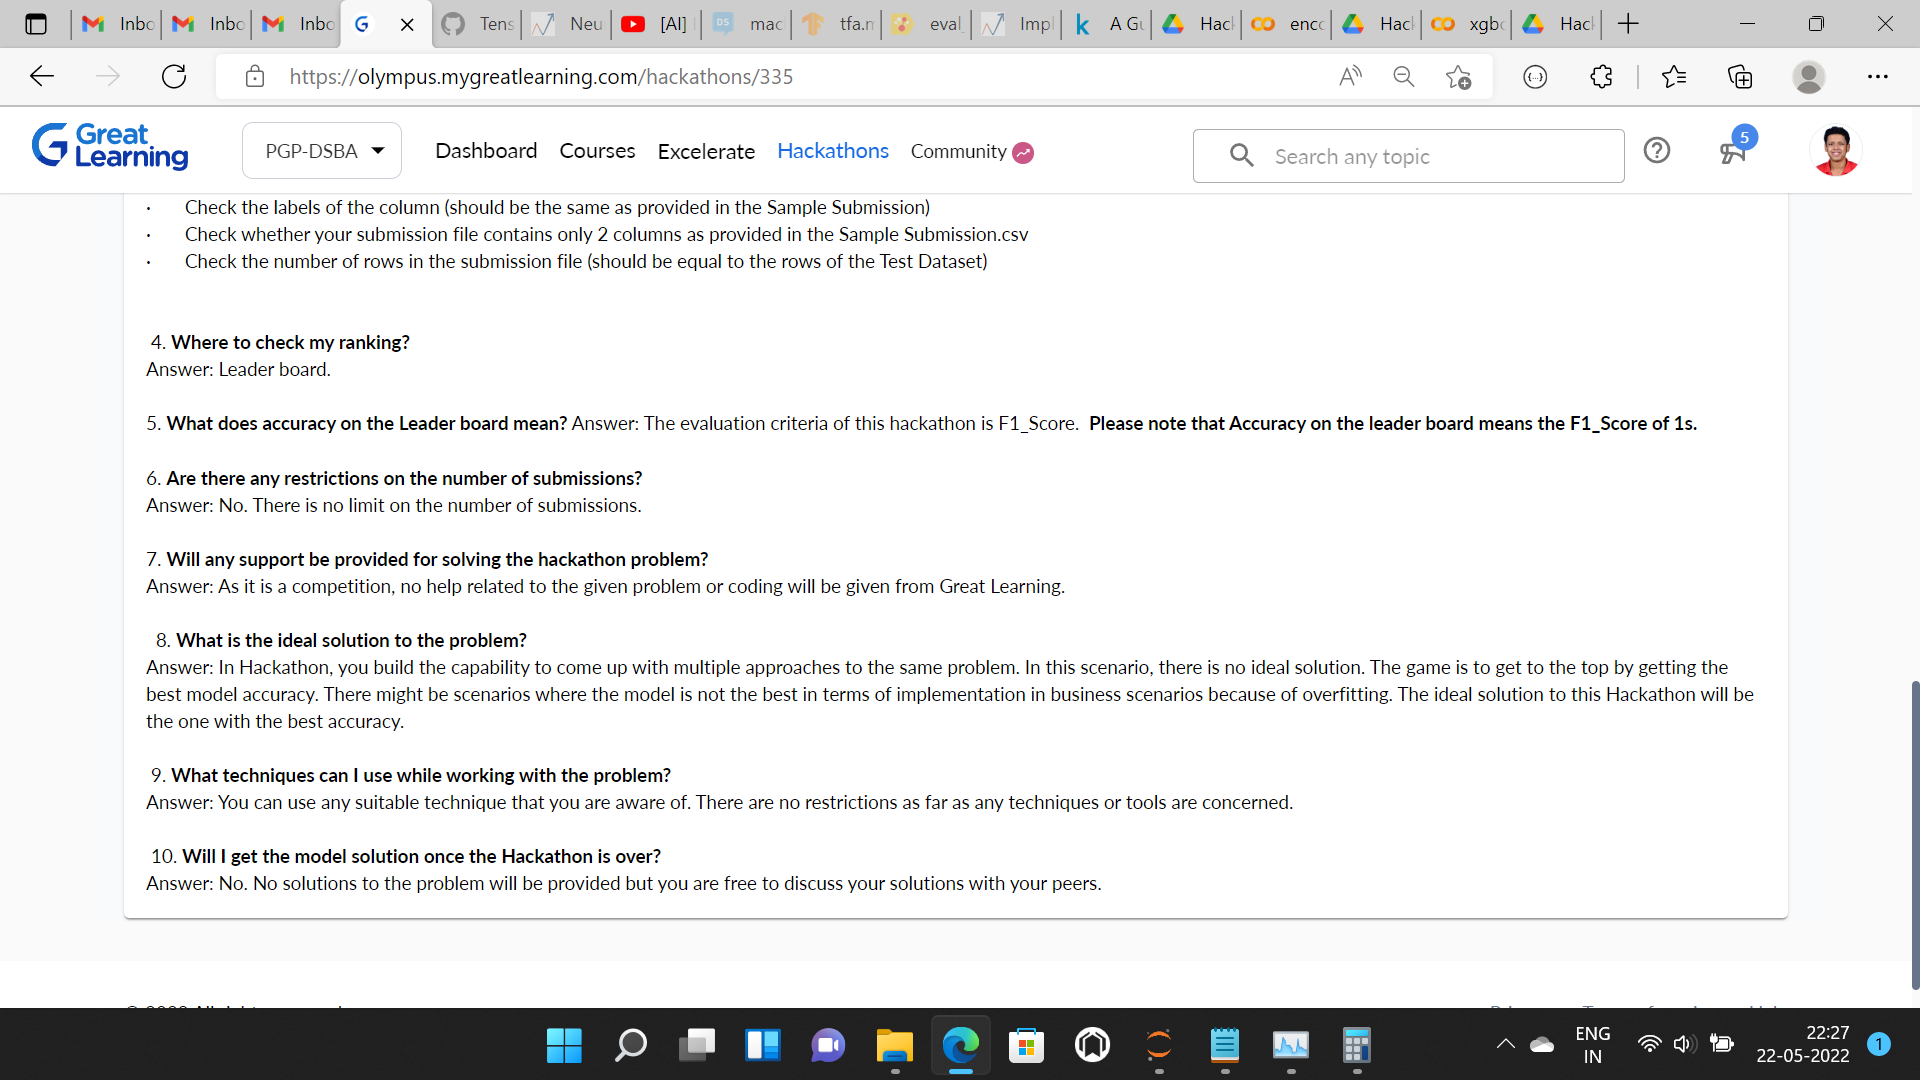 Inbo
Inbo
Inbo
Tens
Neu
[AI]
DS
mac
tfa.n
eval_
Impl
k
A Gu
Hack
enco
Hack
xgbo
Hack
https://olympus.mygreatlearning.com/hackathons/335
Great
Learning
PGP-DSBA
Dashboard
Courses
Excelerate
Hackathons
Community
Search any topic
5
· Check the labels of the column (should be the same as provided in the Sample Submission)
· Check whether your submission file contains only 2 columns as provided in the Sample Submission.csv
· Check the number of rows in the submission file (should be equal to the rows of the Test Dataset)
4. Where to check my ranking?
Answer: Leader board.
5. What does accuracy on the Leader board mean? Answer: The evaluation criteria of this hackathon is F1_Score. Please note that Accuracy on the leader board means the F1_Score of 1s.
6. Are there any restrictions on the number of submissions?
Answer: No. There is no limit on the number of submissions.
7. Will any support be provided for solving the hackathon problem?
Answer: As it is a competition, no help related to the given problem or coding will be given from Great Learning.
8. What is the ideal solution to the problem?
Answer: In Hackathon, you build the capability to come up with multiple approaches to the same problem. In this scenario, there is no ideal solution. The game is to get to the top by getting the
best model accuracy. There might be scenarios where the model is not the best in terms of implementation in business scenarios because of overfitting. The ideal solution to this Hackathon will be
the one with the best accuracy.
9. What techniques can I use while working with the problem?
Answer: You can use any suitable technique that you are aware of. There are no restrictions as far as any techniques or tools are concerned.
10. Will I get the model solution once the Hackathon is over?
Answer: No. No solutions to the problem will be provided but you are free to discuss your solutions with your peers.
ENG
IN
22:27
22-05-2022
1